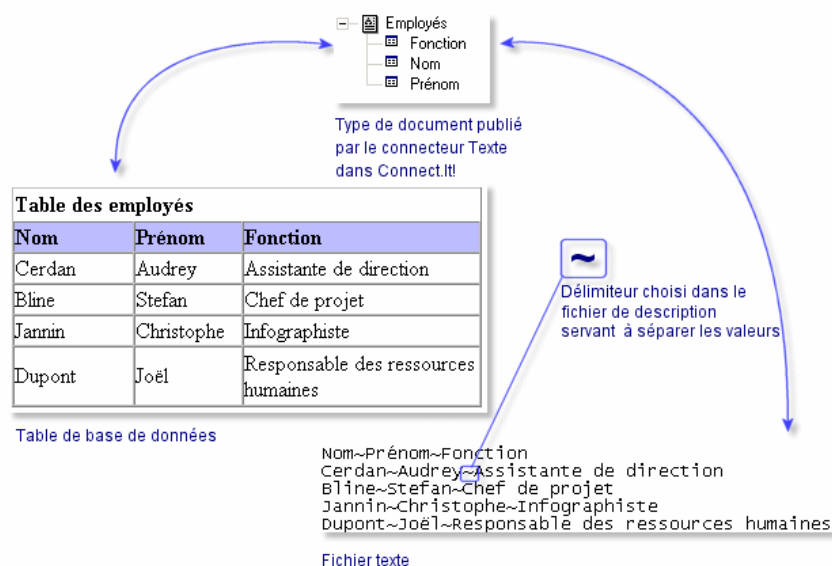 Employés
Fonction
Nom
Prénom
Type de document publié
par le connecteur Texte
dans Connect.It!
Table des employés
Nom Prénom Fonction
Cerdan Audrey Assistante de direction
Bline Stefan Chef de projet
Jannin Christophe Infographiste
Dupont Joël Responsable des ressources
humaines
Table de base de données
~
Délimiteur choisi dans le
fichier de description
servant à séparer les valeurs
Nom~Prénom~Fonction
Cerdan~Audrey~Assistante de direction
Bline~Stefan~Chef de projet
Jannin~Christophe~Infographiste
Dupont~Joël~Responsable des ressources humaines
Fichier texte